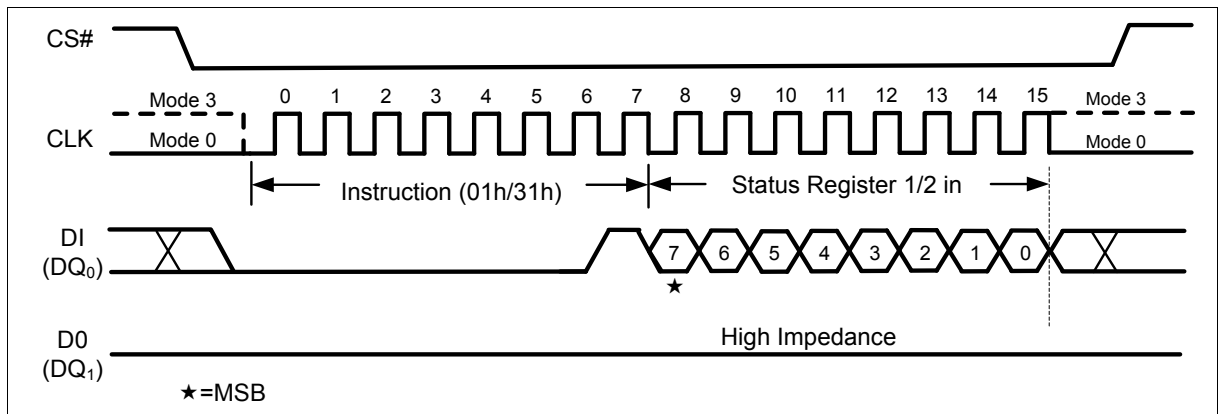 CS#
Mode 3 0 1 2 3 4 5 6 7 8 9 10 11 12 13 14 15 Mode 3
CLK Mode 0 Mode 0
Instruction (01h/31h) Status Register 1/2 in
DI
(DQ₀)
7 6 5 4 3 2 1 0
★
D0
(DQ₁)
High Impedance
★=MSB